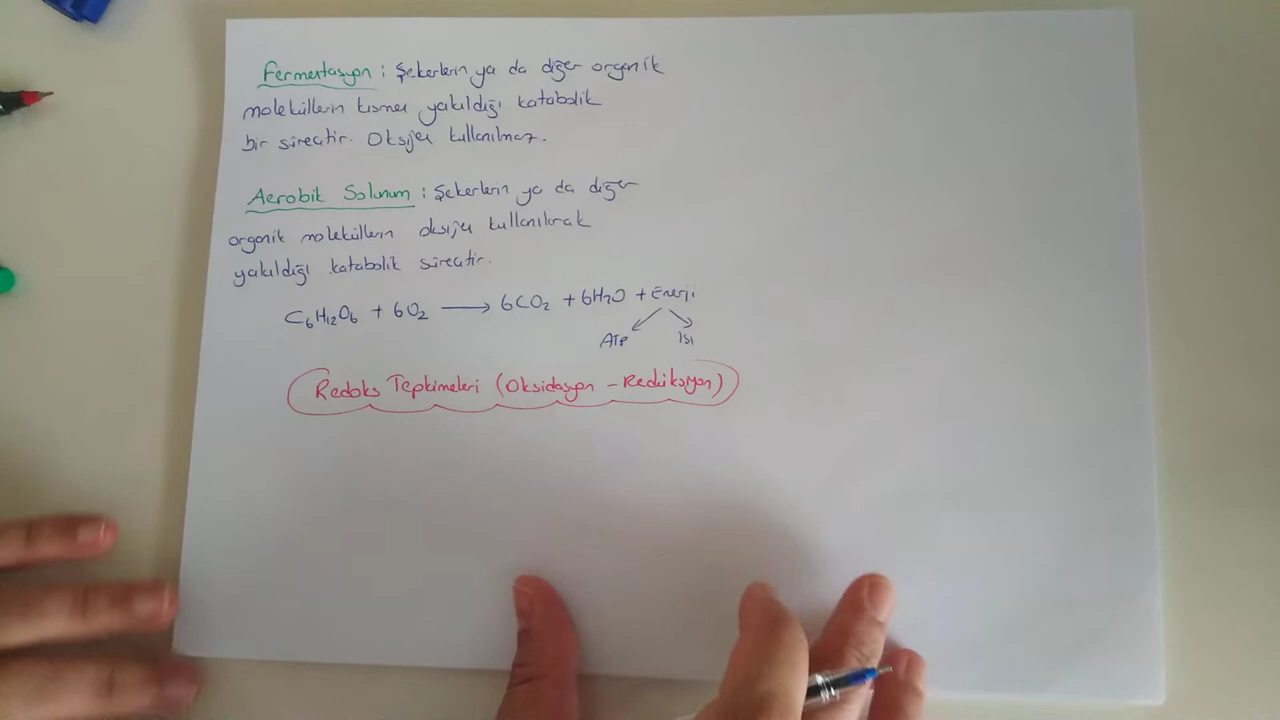 Fermentasyon : Şekerlerin ya da diğer organik
moleküllerin kısmen yakıldığı katabolik
bir süreçtir. Oksijen kullanılmaz.
Aerobik Solunum : Şekerlerin ya da diğer
organik moleküllerin oksijen kullanılarak
yakıldığı katabolik süreçtir.
C₆H₁₂O₆ + 6O₂ → 6CO₂ + 6H₂O + Enerji
ATP Isı
Redoks Tepkimeleri (Oksidasyon - Redüksiyon)